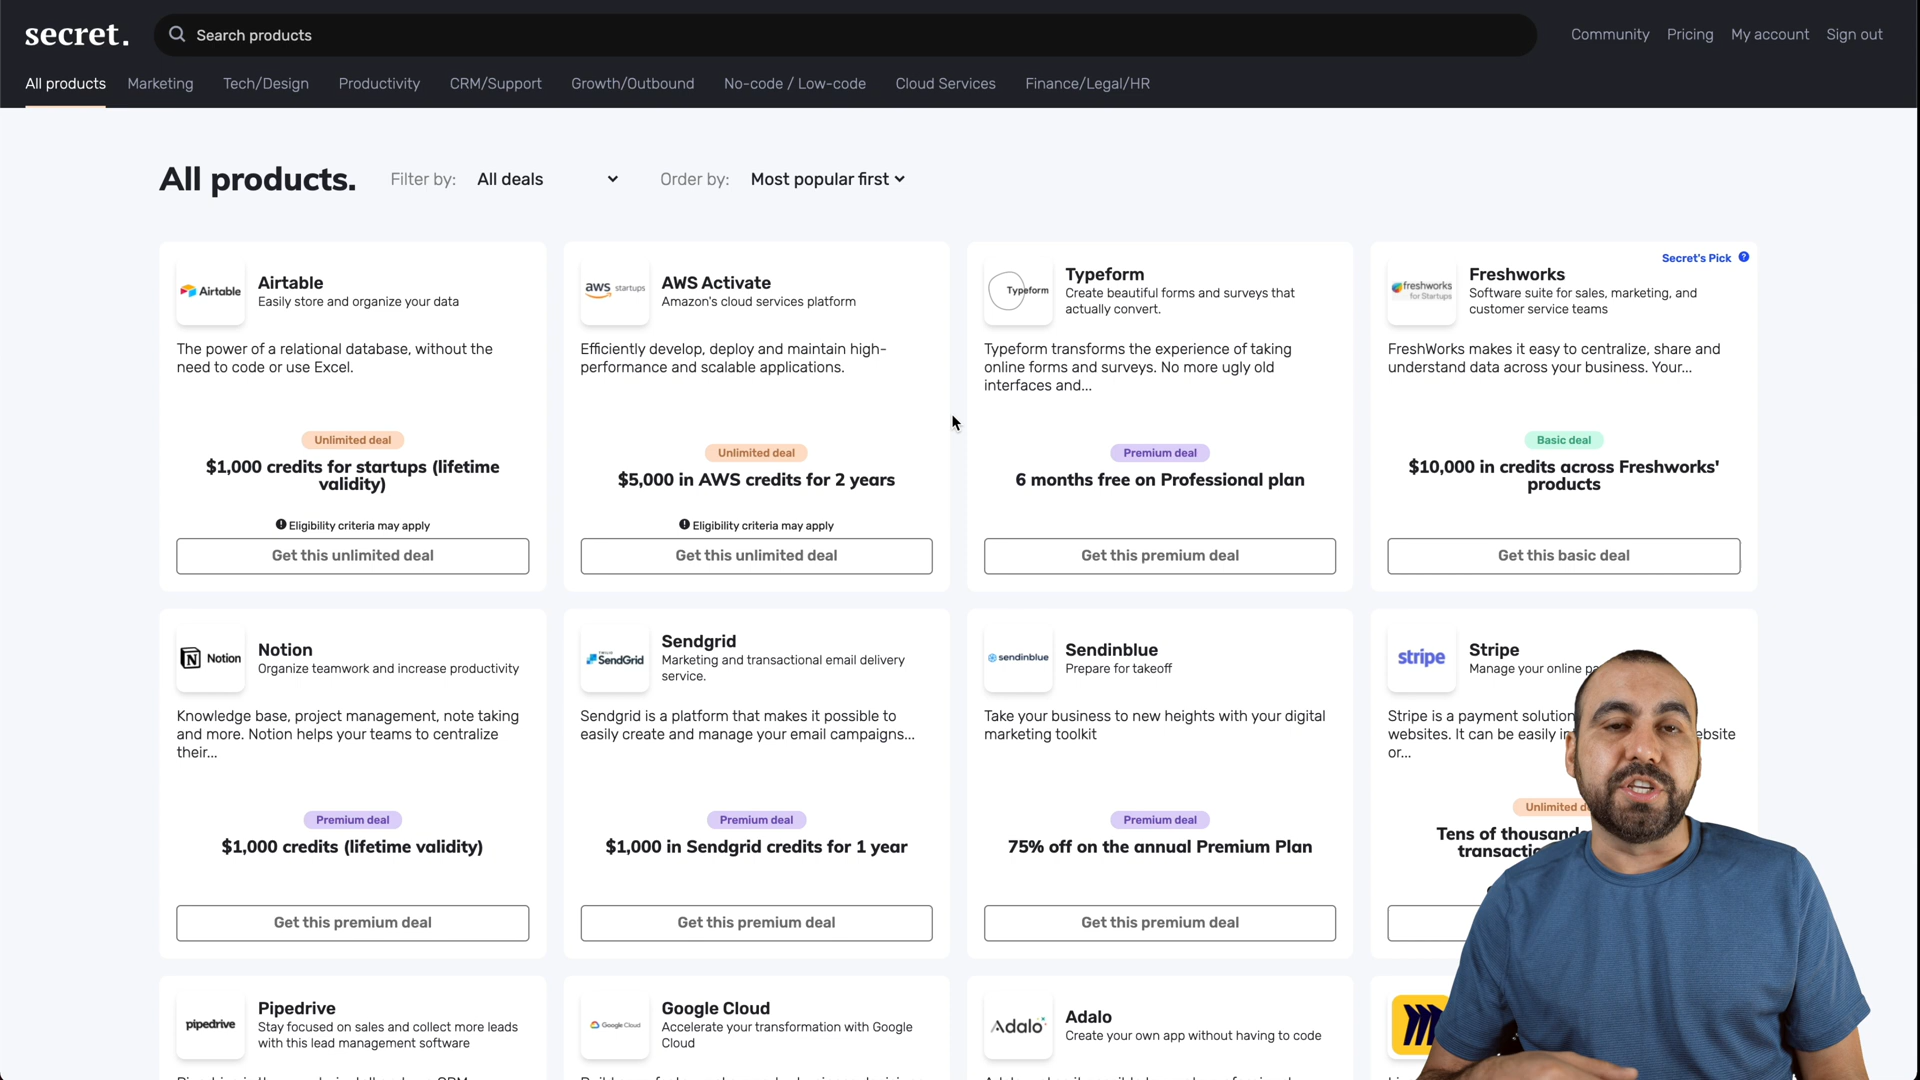 secret.
Search products
Community
Pricing
My account
Sign out
All products
Marketing
Tech/Design
Productivity
CRM/Support
Growth/Outbound
No-code / Low-code
Cloud Services
Finance/Legal/HR
All products.
Filter by:
All deals
Order by:
Most popular first
Airtable
Airtable
Easily store and organize your data
The power of a relational database, without the
need to code or use Excel.
Unlimited deal
$1,000 credits for startups (lifetime
validity)
Eligibility criteria may apply
Get this unlimited deal
aws startups
AWS Activate
Amazon's cloud services platform
Efficiently develop, deploy and maintain high-
performance and scalable applications.
Unlimited deal
$5,000 in AWS credits for 2 years
Eligibility criteria may apply
Get this unlimited deal
Typeform
Typeform
Create beautiful forms and surveys that
actually convert.
Typeform transforms the experience of taking
online forms and surveys. No more ugly old
interfaces and...
Premium deal
6 months free on Professional plan
Get this premium deal
Secret's Pick ?
freshworks
for Startups
Freshworks
Software suite for sales, marketing, and
customer service teams
FreshWorks makes it easy to centralize, share and
understand data across your business. Your...
Basic deal
$10,000 in credits across Freshworks'
products
Get this basic deal
Notion
Notion
Organize teamwork and increase productivity
Knowledge base, project management, note taking
and more. Notion helps your teams to centralize
their...
Premium deal
$1,000 credits (lifetime validity)
Get this premium deal
SendGrid
Sendgrid
Marketing and transactional email delivery
service.
Sendgrid is a platform that makes it possible to
easily create and manage your email campaigns...
Premium deal
$1,000 in Sendgrid credits for 1 year
Get this premium deal
sendinblue
Sendinblue
Prepare for takeoff
Take your business to new heights with your digital
marketing toolkit
Premium deal
75% off on the annual Premium Plan
Get this premium deal
stripe
Stripe
Manage your online
Stripe is a payment solution
websites. It can be easily ebsite
or...
Unlimited
Tens of thousand
transactio
pipedrive
Pipedrive
Stay focused on sales and collect more leads
with this lead management software
Google Cloud
Google Cloud
Accelerate your transformation with Google
Cloud
Adalo
Adalo
Create your own app without having to code